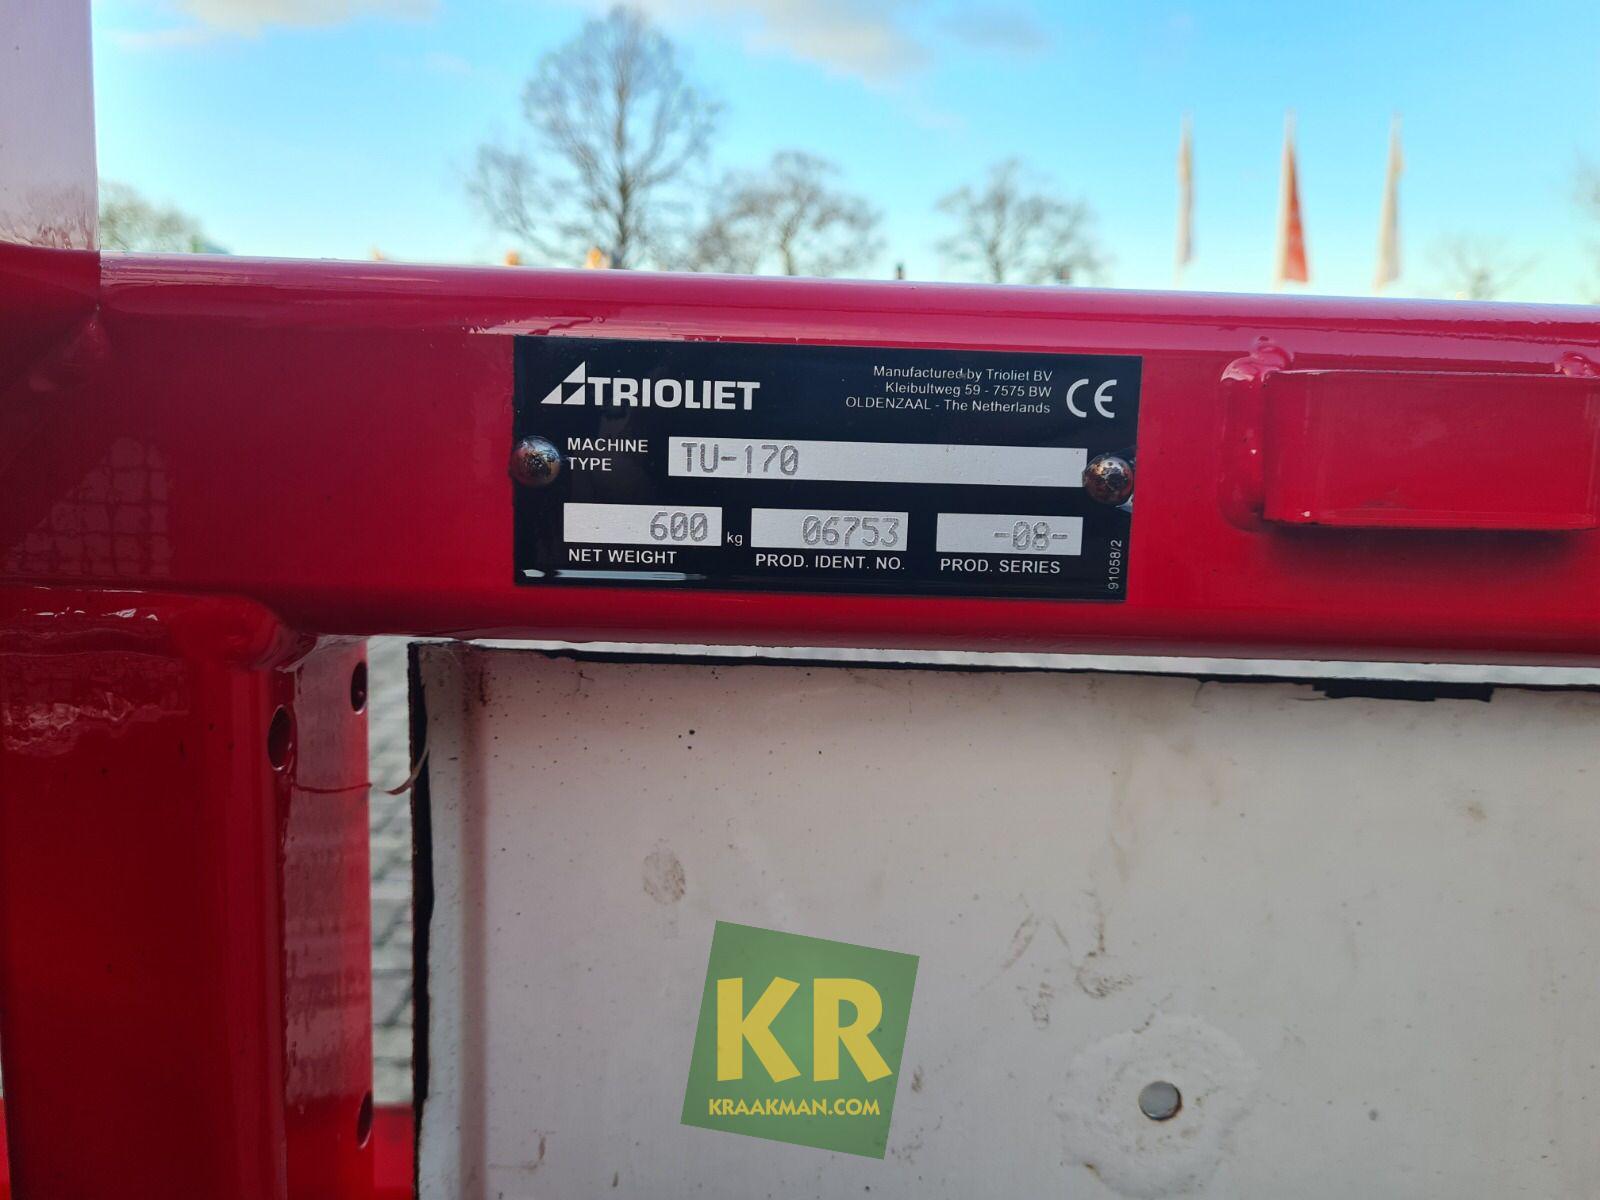 TRIOLIET
Manufactured by Trioliet BV
Kleibultweg 59 - 7575 BW
OLDENZAAL - The Netherlands
CE
MACHINE
TYPE
TU-170
600 kg
NET WEIGHT
06753
PROD. IDENT. NO.
-08-
PROD. SERIES
91058/2
KR
KRAAKMAN.COM